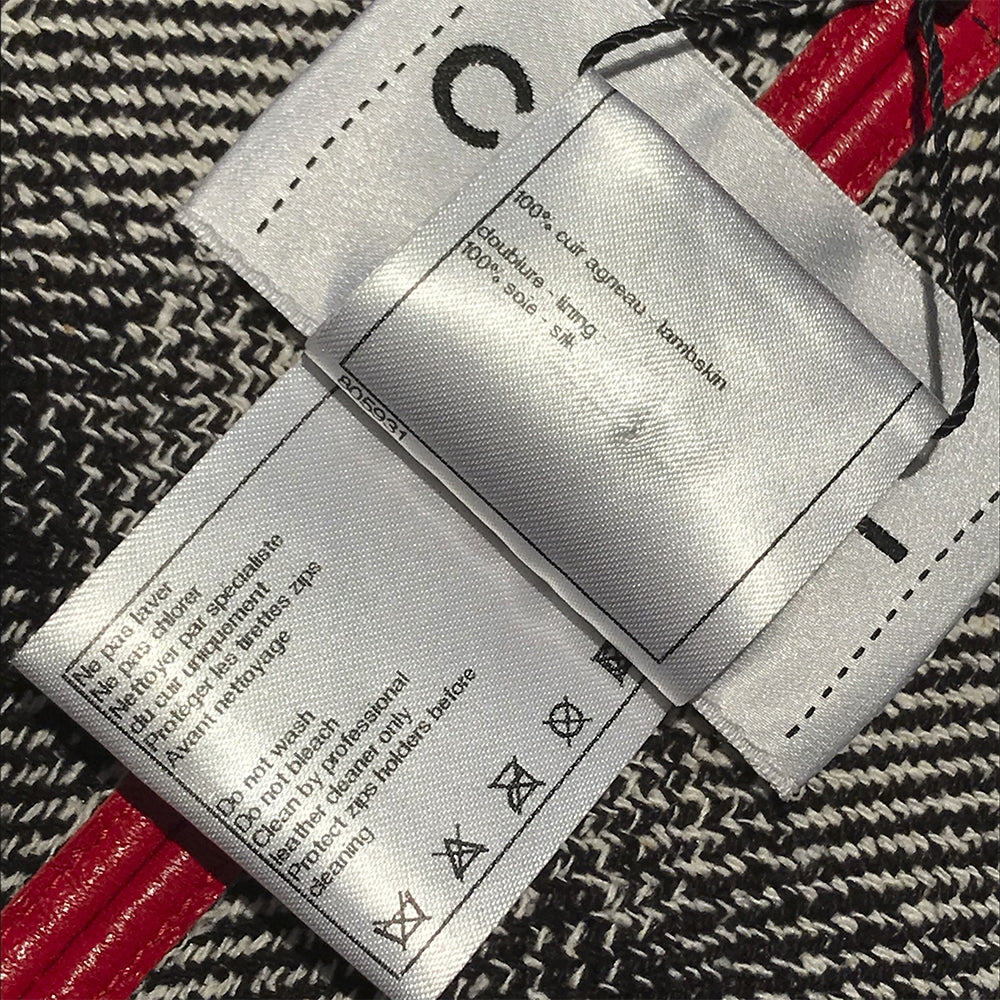 C
100% cuir agneau - lambskin
doublure - lining
100% soie - silk
805931
Ne pas laver
Ne pas chlorer
Nettoyer par spécialiste
du cuir uniquement
Protéger les tirettes zips
Avant nettoyage
Do not wash
Do not bleach
Clean by professional
leather cleaner only
Protect zips holders before
cleaning